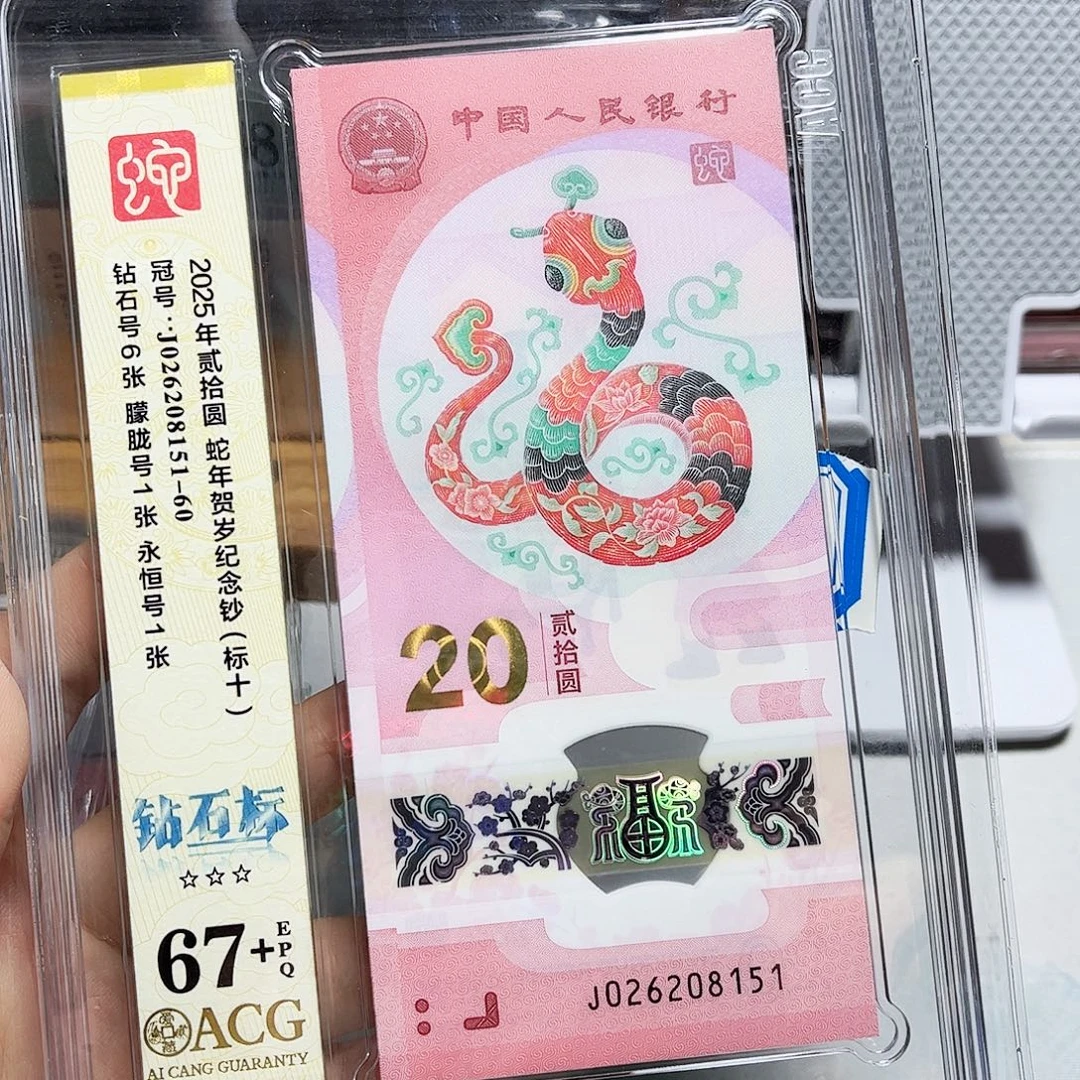 蛇
2025年贰拾圆 蛇年贺岁纪念钞(标十)
冠号:J026208151-60
钻石号6张 朦胧号1张 永恒号1张
钻石标
☆☆☆
67+EPQ
ACG
AI CANG GUARANTY
中国人民银行
蛇
20
贰拾圆
福
J026208151
ACG